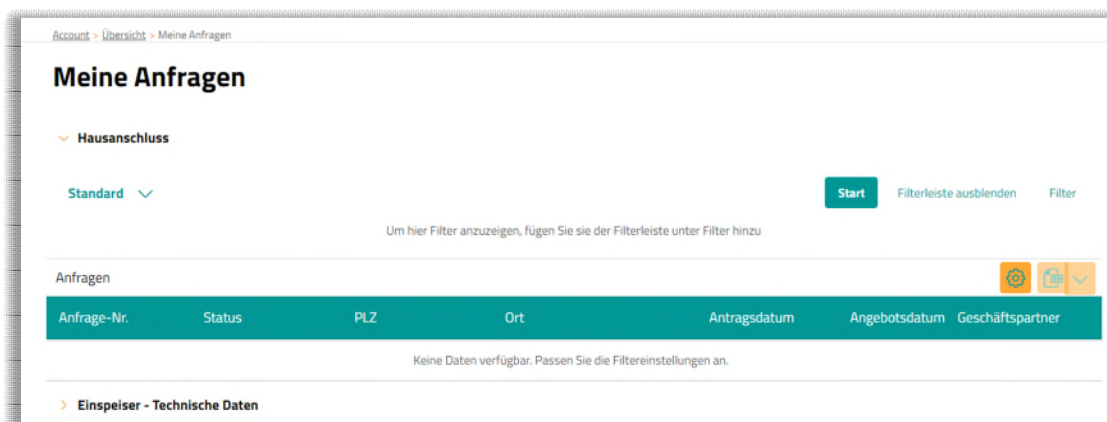 Account > Übersicht > Meine Anfragen
Meine Anfragen
Hausanschluss
Standard Start Filterleiste ausblenden Filter
Um hier Filter anzuzeigen, fügen Sie sie der Filterleiste unter Filter hinzu
Anfragen
Anfrage-Nr. Status PLZ Ort Antragsdatum Angebotsdatum Geschäftspartner
Keine Daten verfügbar. Passen Sie die Filtereinstellungen an.
Einspeiser - Technische Daten